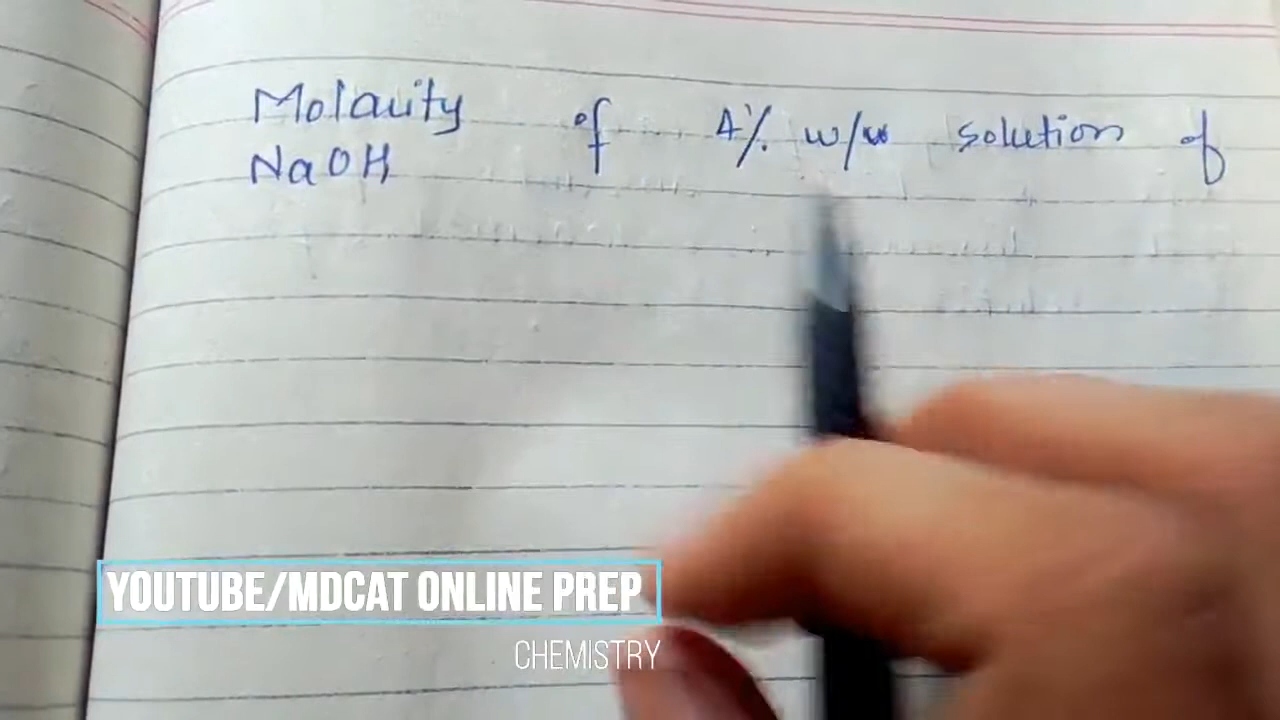 Molarity of 4% w/w solution of
NaOH
YOUTUBE/MDCAT ONLINE PREP
CHEMISTRY